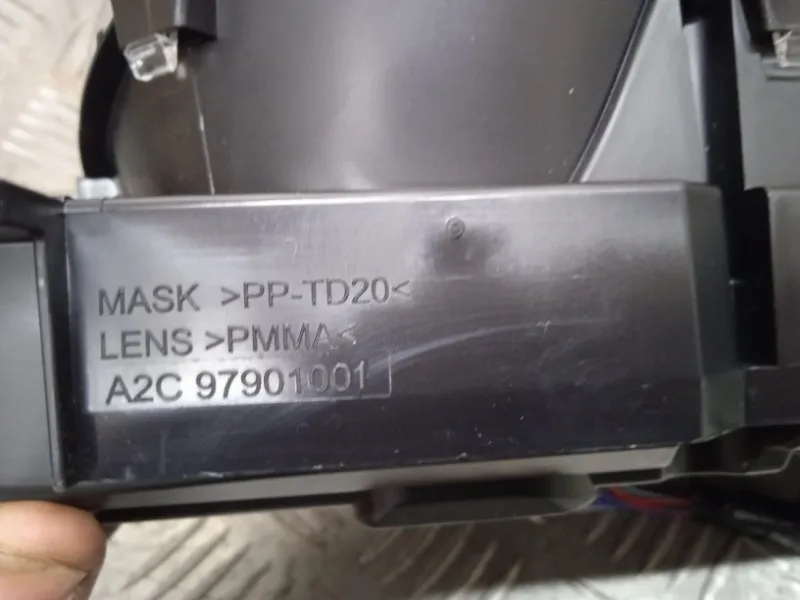 MASK >PP-TD20<
LENS >PMMA<
A2C 97901001